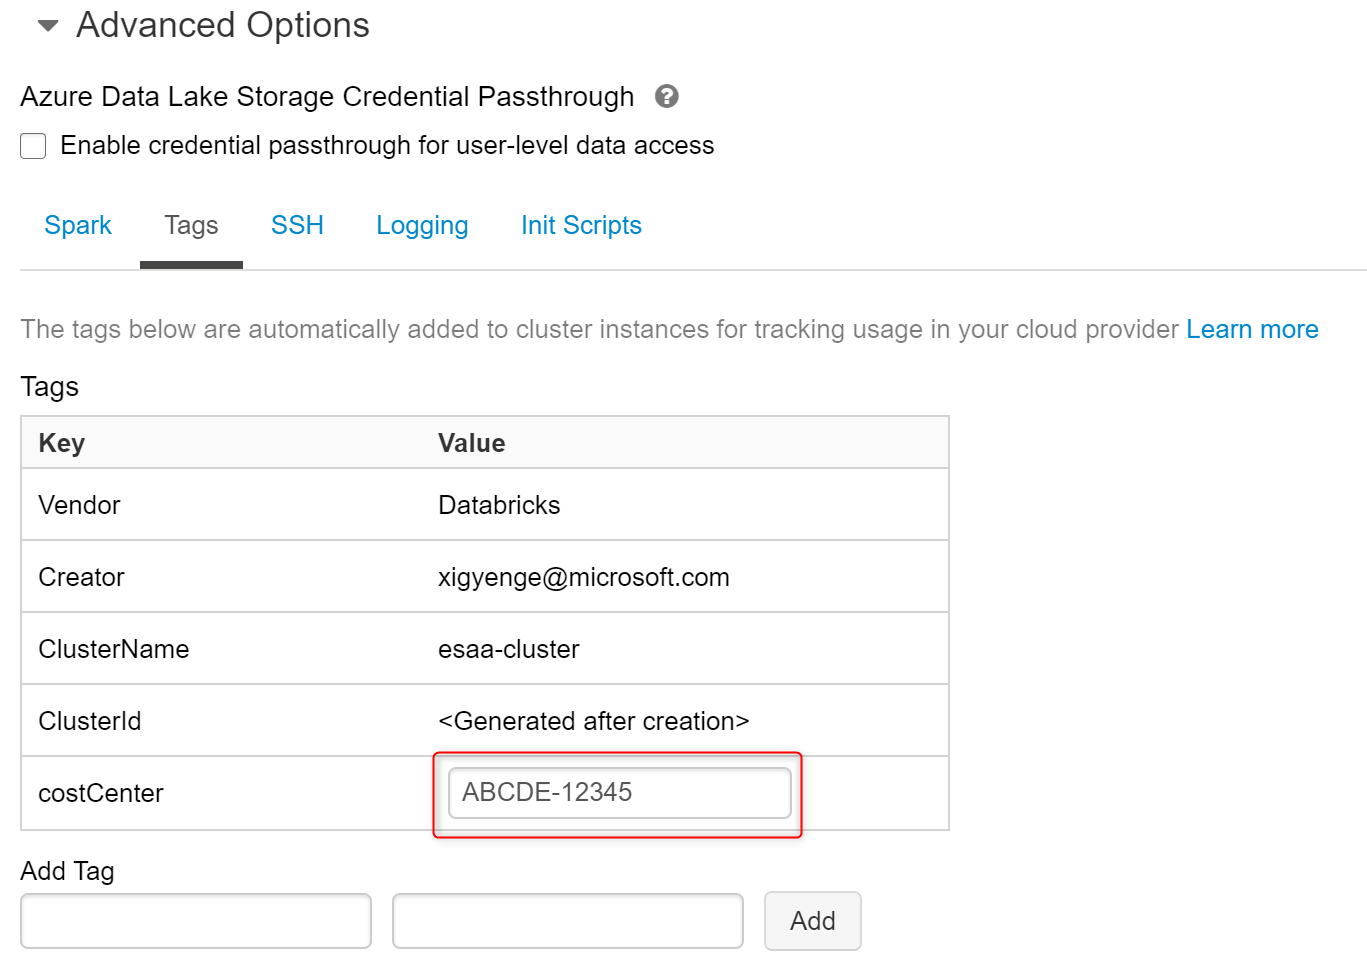 Advanced Options
Azure Data Lake Storage Credential Passthrough ?
Enable credential passthrough for user-level data access
Spark Tags SSH Logging Init Scripts
The tags below are automatically added to cluster instances for tracking usage in your cloud provider Learn more
Tags
Key Value
Vendor Databricks
Creator xigyenge@microsoft.com
ClusterName esaa-cluster
ClusterId <Generated after creation>
costCenter ABCDE-12345
Add Tag
Add